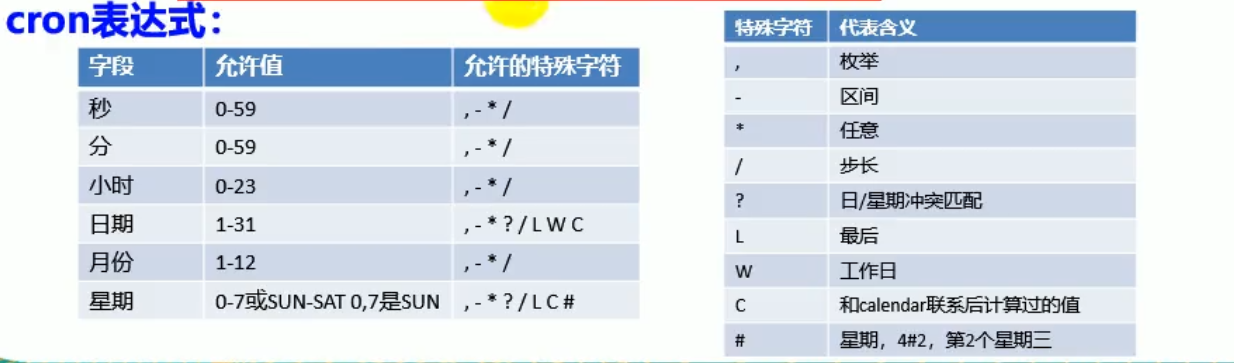 cron表达式：
字段 允许值 允许的特殊字符
秒 0-59 , - * /
分 0-59 , - * /
小时 0-23 , - * /
日期 1-31 , - * ? / L W C
月份 1-12 , - * /
星期 0-7或SUN-SAT 0,7是SUN , - * ? / L C #
特殊字符 代表含义
, 枚举
- 区间
* 任意
/ 步长
? 日/星期冲突匹配
L 最后
W 工作日
C 和calendar联系后计算过的值
# 星期，4#2，第2个星期三